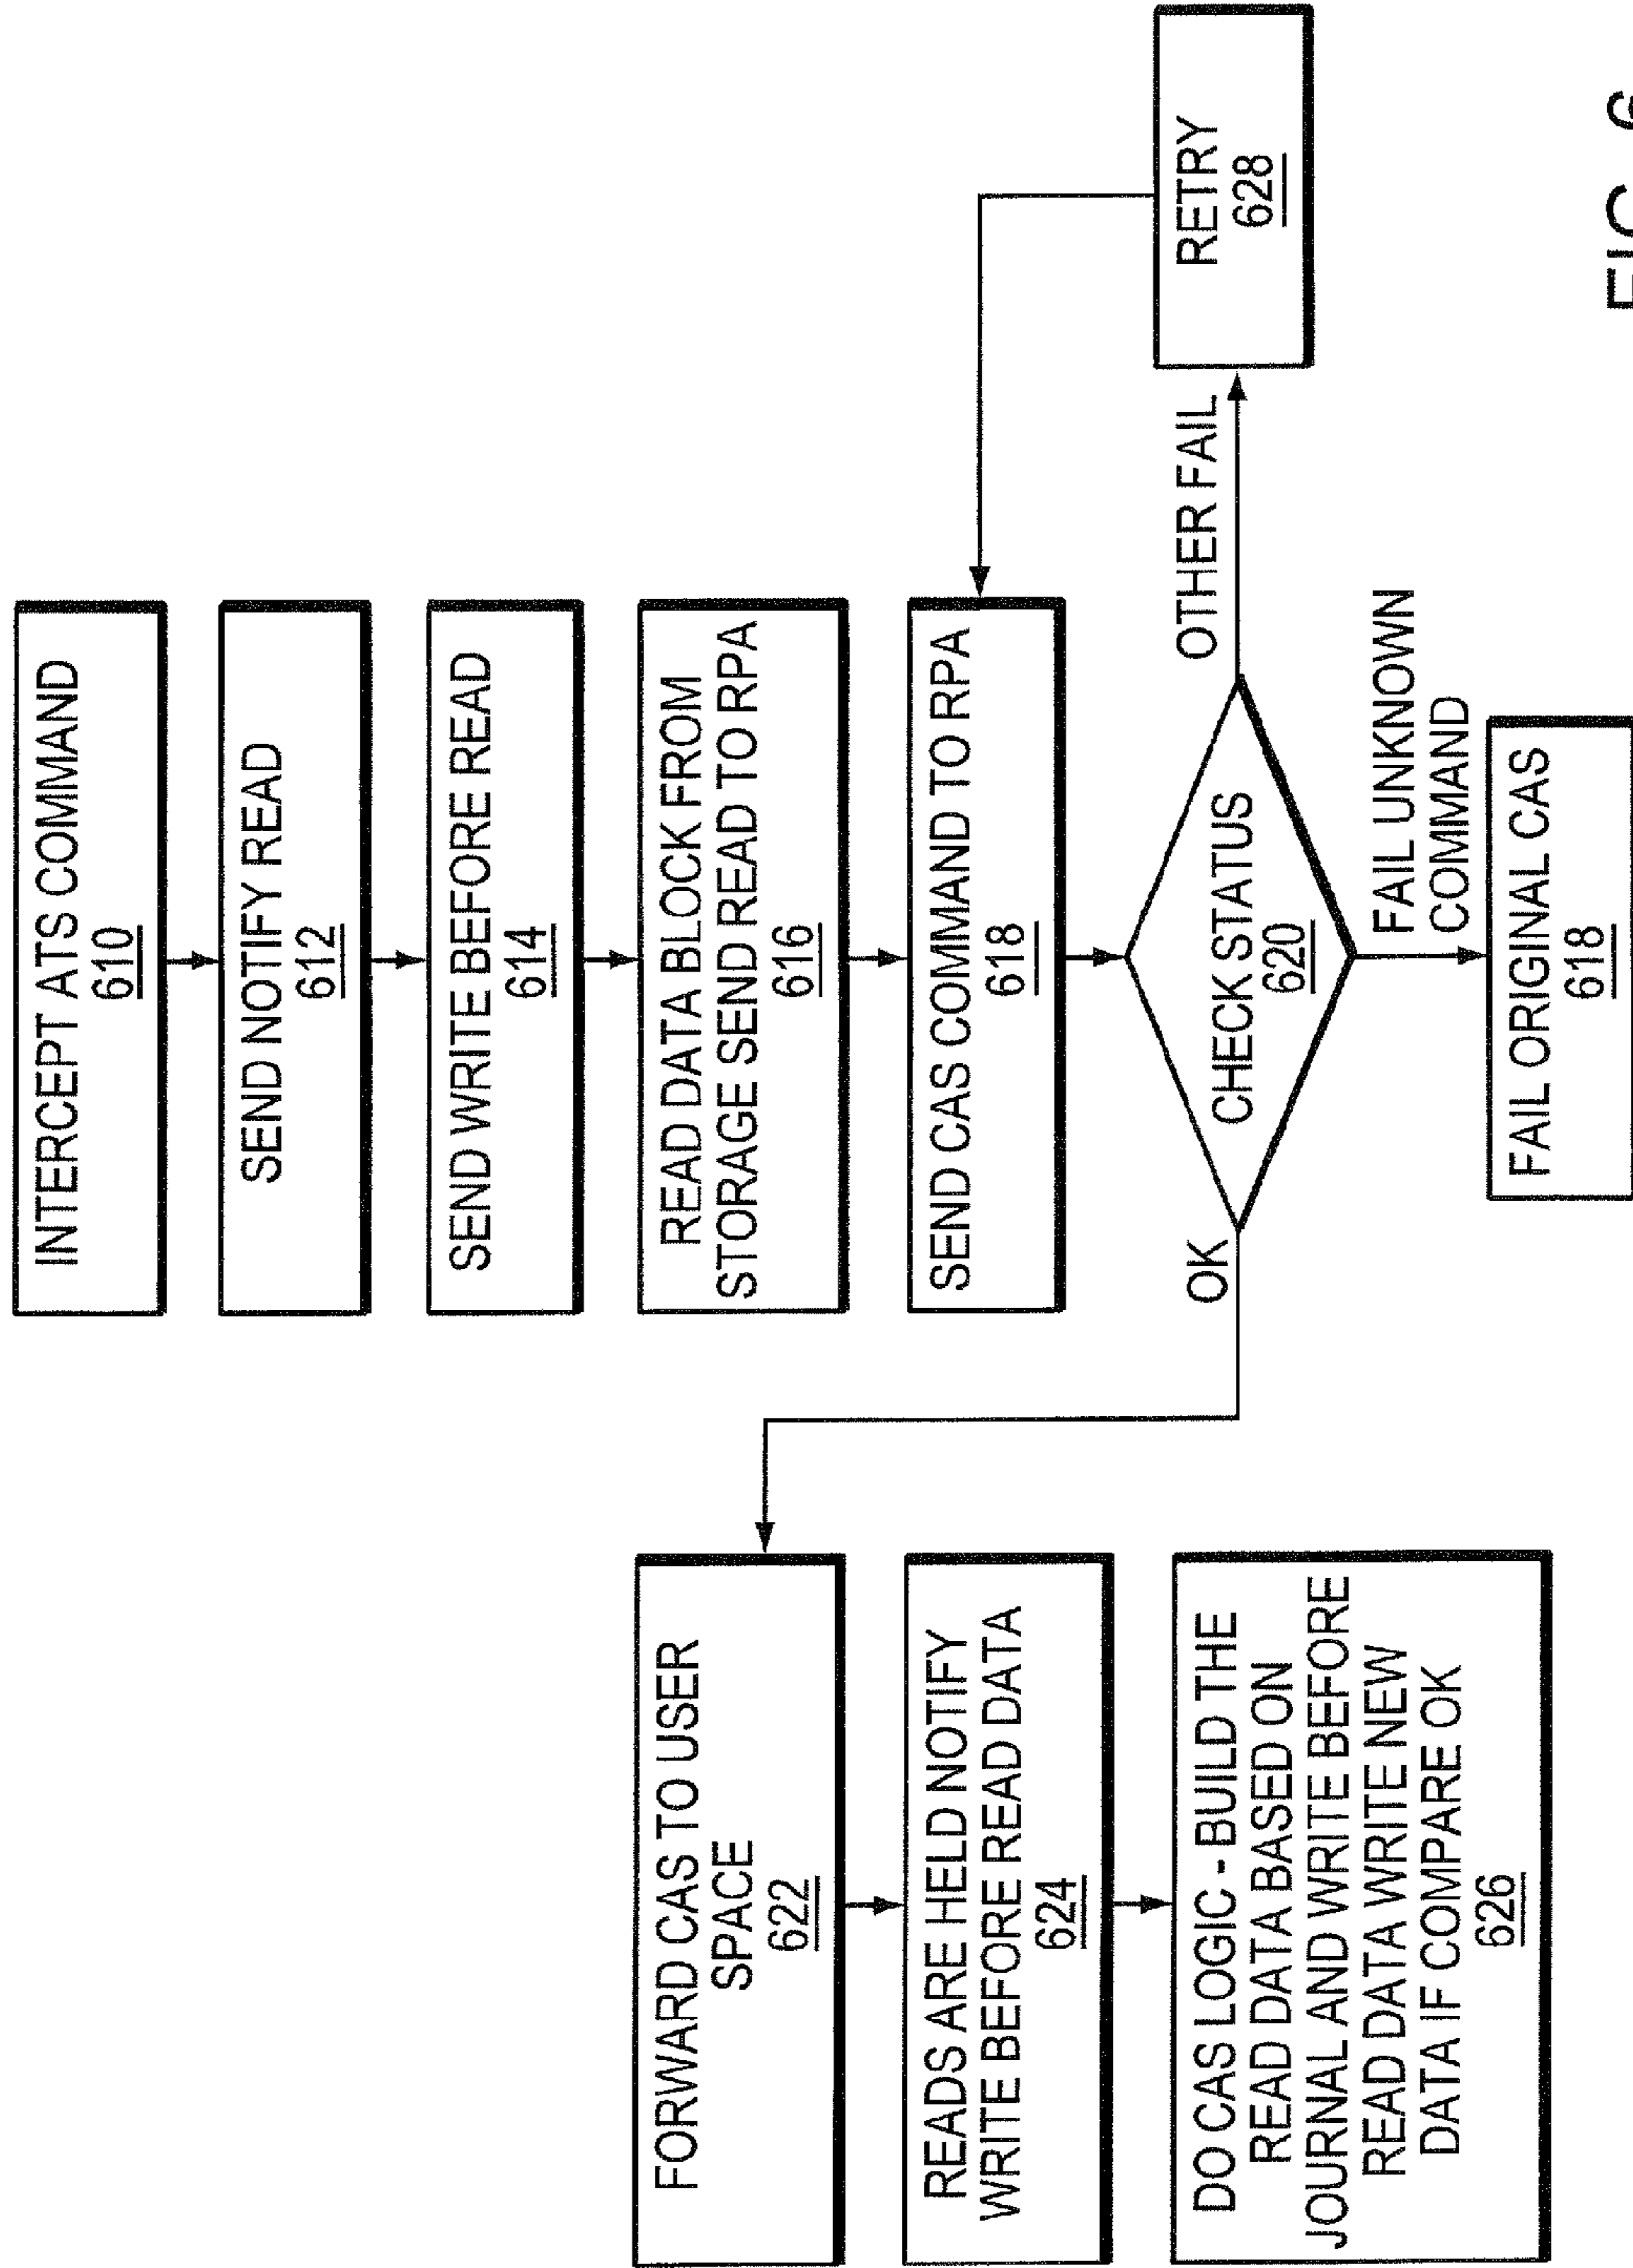 INTERCEPT ATS COMMAND
610
SEND NOTIFY READ
612
SEND WRITE BEFORE READ
614
READ DATA BLOCK FROM
STORAGE SEND READ TO RPA
616
SEND CAS COMMAND TO RPA
618
CHECK STATUS
620
OK
OTHER FAIL
FAIL UNKNOWN
COMMAND
RETRY
628
FAIL ORIGINAL CAS
618
FORWARD CAS TO USER
SPACE
622
READS ARE HELD NOTIFY
WRITE BEFORE READ DATA
624
DO CAS LOGIC - BUILD THE
READ DATA BASED ON
JOURNAL AND WRITE BEFORE
READ DATA WRITE NEW
DATA IF COMPARE OK
626